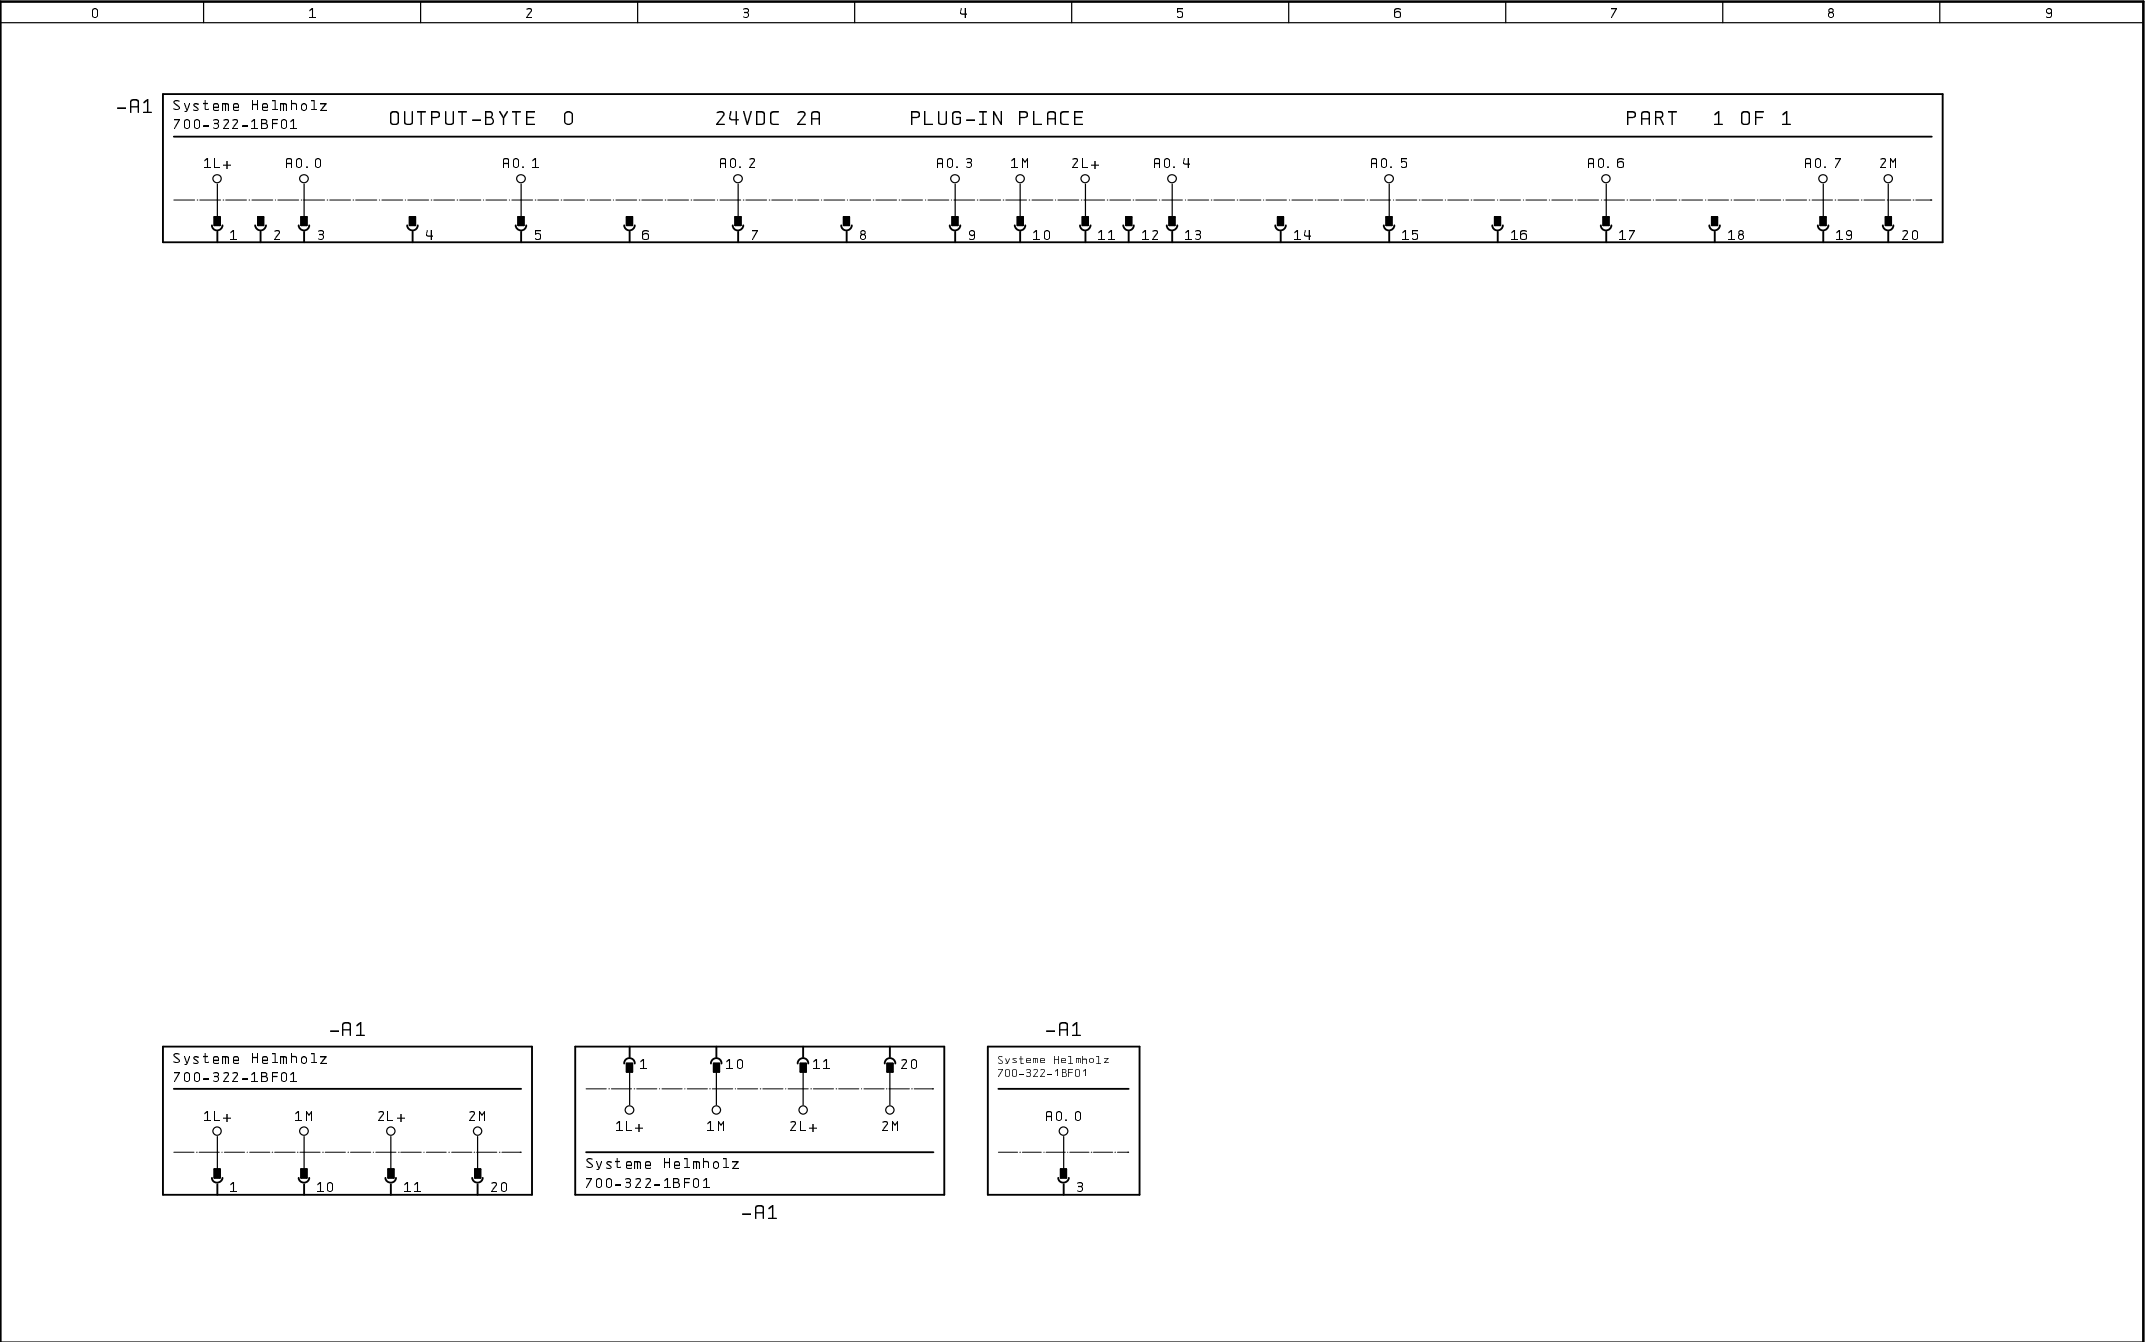 0 1 2 3 4 5 6 7 8 9
-A1
Systeme Helmholz
700-322-1BF01
OUTPUT-BYTE 0 24VDC 2A PLUG-IN PLACE PART 1 OF 1
1L+ A0.0 A0.1 A0.2 A0.3 1M 2L+ A0.4 A0.5 A0.6 A0.7 2M
1 2 3 4 5 6 7 8 9 10 11 12 13 14 15 16 17 18 19 20
-A1
Systeme Helmholz
700-322-1BF01
1L+ 1M 2L+ 2M
1 10 11 20
1 10 11 20
1L+ 1M 2L+ 2M
Systeme Helmholz
700-322-1BF01
-A1
-A1
Systeme Helmholz
700-322-1BF01
A0.0
3